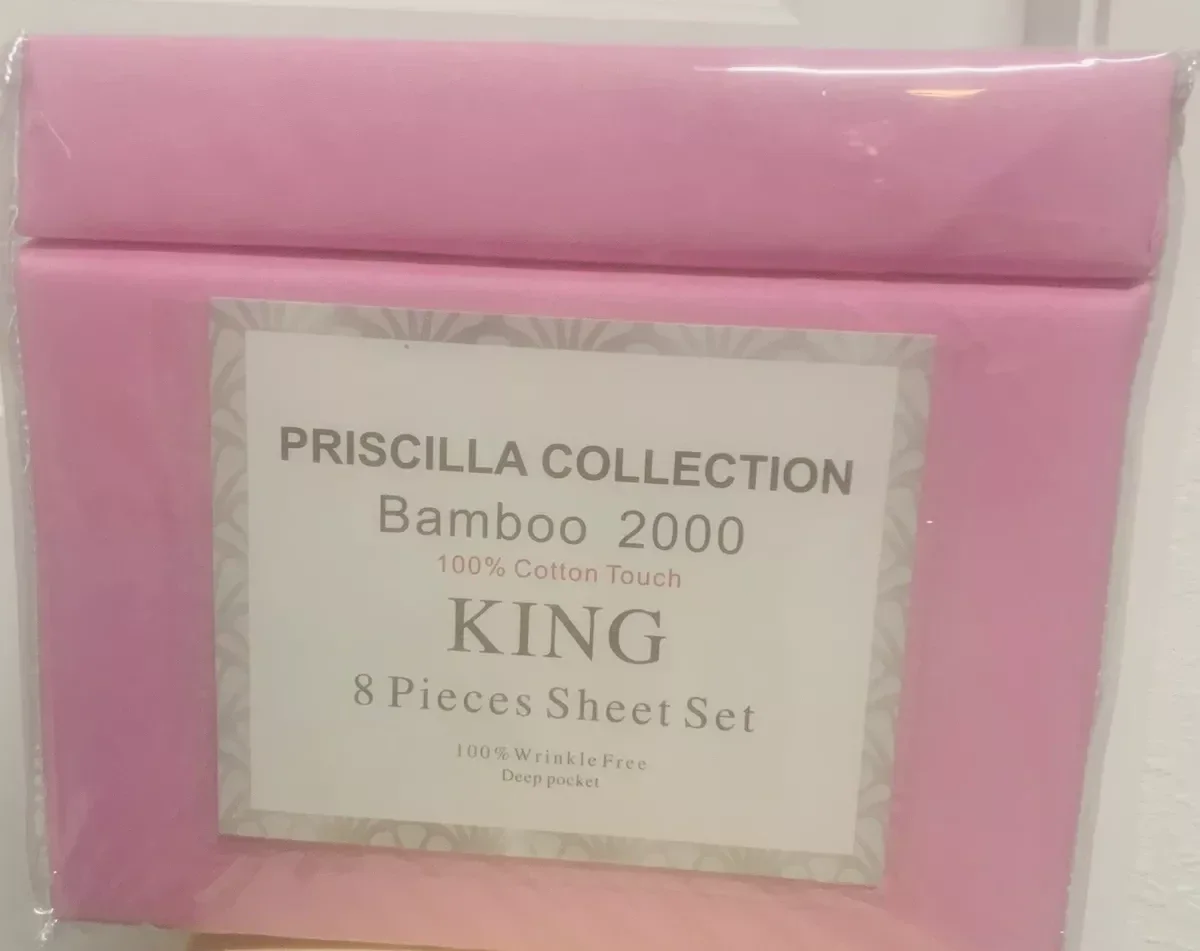 PRISCILLA COLLECTION
Bamboo 2000
100% Cotton Touch
KING
8 Pieces Sheet Set
100% Wrinkle Free
Deep pocket